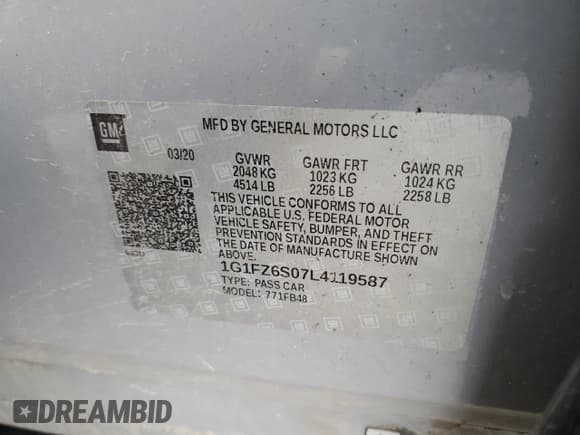 GM
MFD BY GENERAL MOTORS LLC
03/20
GVWR GAWR FRT GAWR RR
2048 KG 1023 KG 1024 KG
4514 LB 2256 LB 2258 LB
THIS VEHICLE CONFORMS TO ALL
APPLICABLE U.S. FEDERAL MOTOR
VEHICLE SAFETY, BUMPER, AND THEFT
PREVENTION STANDARDS IN EFFECT ON
THE DATE OF MANUFACTURE SHOWN
ABOVE.
1G1FZ6S07L4119587
TYPE: PASS CAR
MODEL: 771FB48
DREAMBID